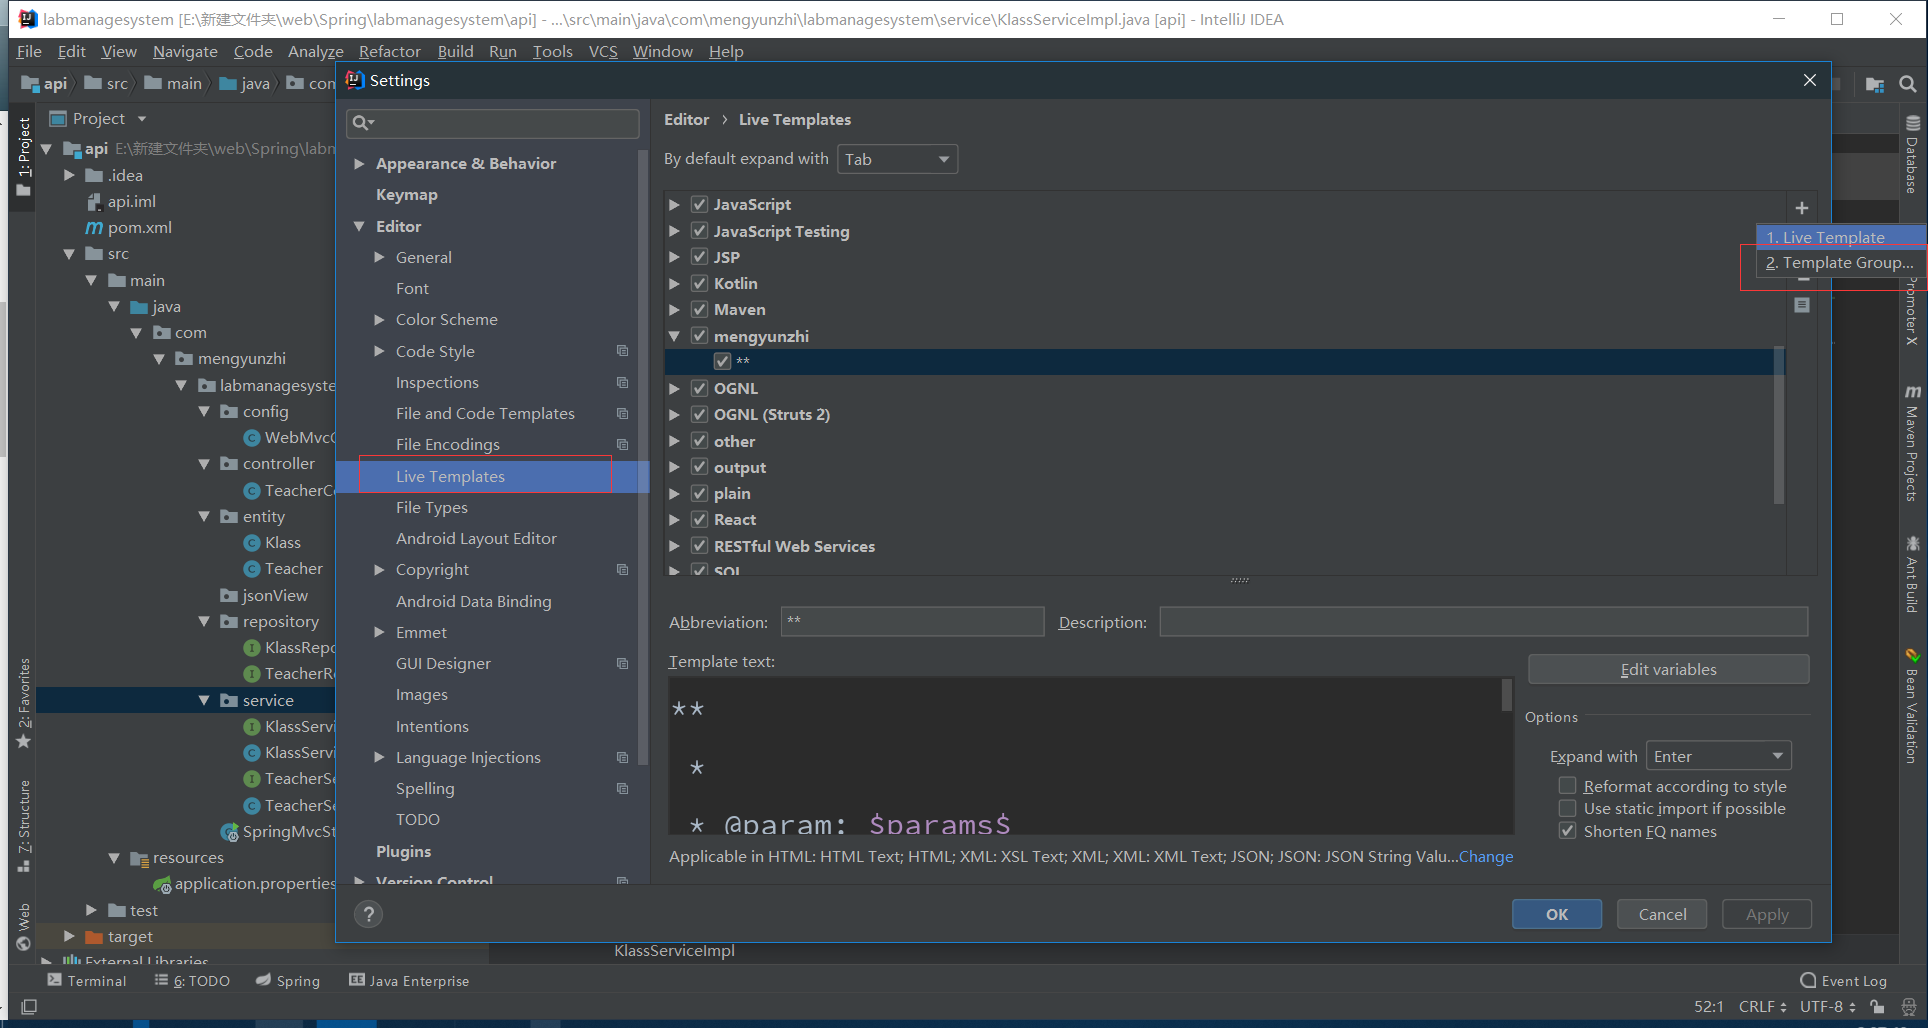 labmanagesystem [E:\新建文件夹\web\Spring\labmanagesystem\api] - ...\src\main\java\com\mengyunzhi\labmanagesystem\service\KlassServiceImpl.java [api] - IntelliJ IDEA
File Edit View Navigate Code Analyze Refactor Build Run Tools VCS Window Help
api src main java com
Settings
1: Project
Project
api E:\新建文件夹\web\Spring\labm
.idea
api.iml
pom.xml
src
main
java
com
mengyunzhi
labmanagesyste
config
WebMvcC
controller
TeacherCo
entity
Klass
Teacher
jsonView
repository
KlassRepo
TeacherRe
service
KlassServi
KlassServi
TeacherSe
TeacherSe
SpringMvcSt
resources
application.properties
test
target
External Libraries
2: Favorites
Z: Structure
Web
Appearance & Behavior
Keymap
Editor
General
Font
Color Scheme
Code Style
Inspections
File and Code Templates
File Encodings
Live Templates
File Types
Android Layout Editor
Copyright
Android Data Binding
Emmet
GUI Designer
Images
Intentions
Language Injections
Spelling
TODO
Plugins
Version Control
?
Editor › Live Templates
By default expand with Tab
JavaScript
JavaScript Testing
JSP
Kotlin
Maven
mengyunzhi
**
OGNL
OGNL (Struts 2)
other
output
plain
React
RESTful Web Services
SQL
1. Live Template
2. Template Group...
Abbreviation: ** Description:
Template text:
**
*
* @param: $params$
Edit variables
Options
Expand with Enter
Reformat according to style
Use static import if possible
Shorten FQ names
Applicable in HTML: HTML Text; HTML; XML: XSL Text; XML; XML: XML Text; JSON; JSON: JSON String Valu...Change
OK Cancel Apply
Database
Promoter X
Maven Projects
Ant Build
Bean Validation
KlassServiceImpl
Terminal 6: TODO Spring Java Enterprise Event Log
52:1 CRLF UTF-8